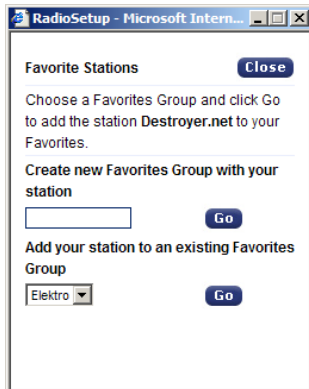 RadioSetup - Microsoft Intern...
Favorite Stations Close
Choose a Favorites Group and click Go
to add the station Destroyer.net to your
Favorites.
Create new Favorites Group with your
station
Go
Add your station to an existing Favorites
Group
Elektro Go